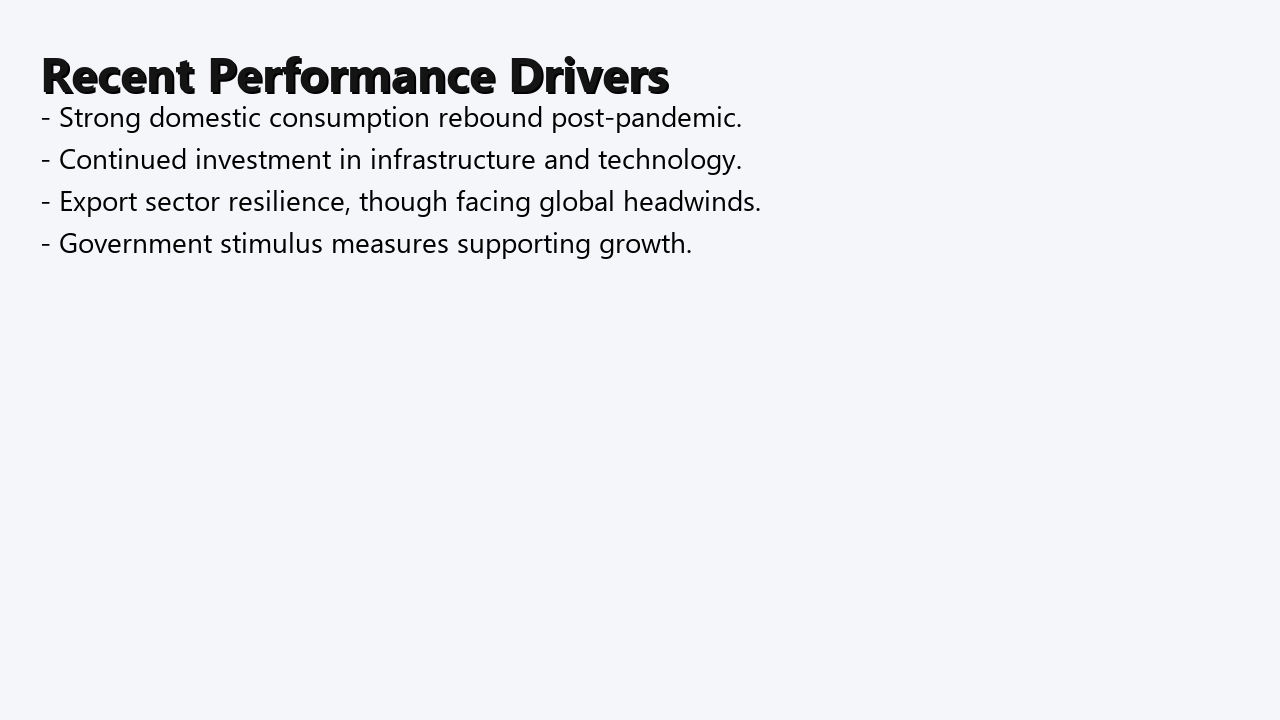 Recent Performance Drivers
- Strong domestic consumption rebound post-pandemic.
- Continued investment in infrastructure and technology.
- Export sector resilience, though facing global headwinds.
- Government stimulus measures supporting growth.